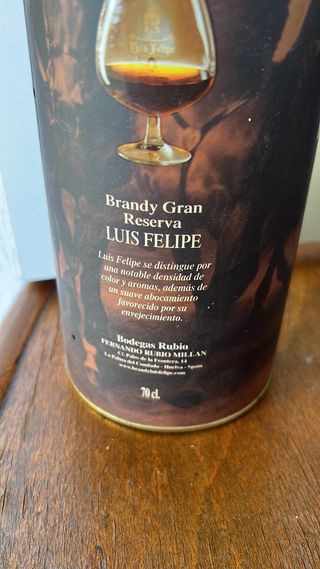 Luis Felipe
Brandy Gran
Reserva
LUIS FELIPE
Luis Felipe se distingue por
una notable densidad de
color y aromas, además de
un suave abocamiento
favorecido por su
envejecimiento.
Bodegas Rubio
FERNANDO RUBIO MILLAN
C/. Palos de la Frontera, 14
La Palma del Condado - Huelva - Spain
www.brandyluisfelipe.com
70 cl.